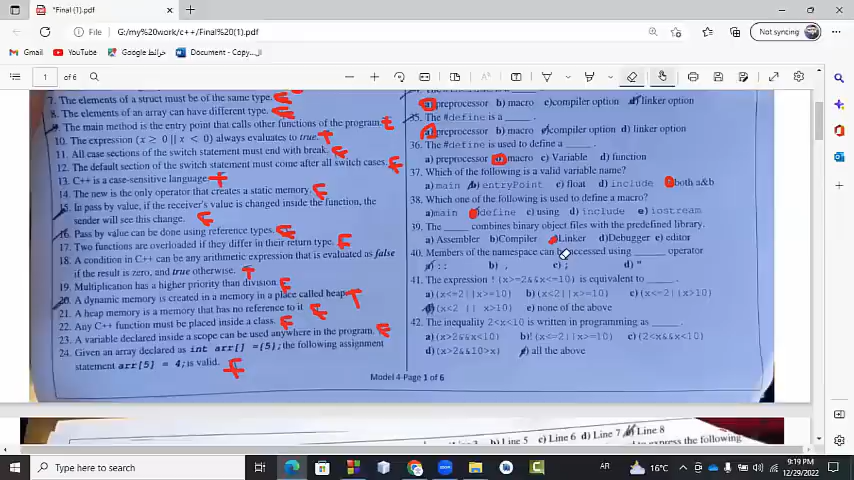 *Final (1).pdf
File
G:/my%20work/c++/Final%20(1).pdf
Not syncing
Gmail
YouTube
خرائط Google
Document - Copy...
1
of 6
7. The elements of a struct must be of the same type.
8. The elements of an array can have different type.
9. The main method is the entry point that calls other functions of the program.
10. The expression (x ≥ 0 || x < 0) always evaluates to true.
11. All case sections of the switch statement must end with break.
12. The default section of the switch statement must come after all switch cases.
13. C++ is a case-sensitive language.
14. The new is the only operator that creates a static memory.
15. In pass by value, if the receiver's value is changed inside the function, the
sender will see this change.
16. Pass by value can be done using reference types.
17. Two functions are overloaded if they differ in their return type.
18. A condition in C++ can be any arithmetic expression that is evaluated as false
if the result is zero, and true otherwise.
19. Multiplication has a higher priority than division.
20. A dynamic memory is created in a memory in a place called heap.
21. A heap memory is a memory that has no reference to it
22. Any C++ function must be placed inside a class.
23. A variable declared inside a scope can be used anywhere in the program.
24. Given an array declared as int arr[] ={5}; the following assignment
statement arr[5] = 4; is valid.
a)preprocessor b) macro c)compiler option d) linker option
35. The #define is a ____.
a)preprocessor b) macro c)compiler option d) linker option
36. The #define is used to define a ____.
a) preprocessor b) macro c) Variable d) function
37. Which of the following is a valid variable name?
a) main b) entryPoint c) float d) include e)both a&b
38. Which one of the following is used to define a macro?
a)main b)define c) using d) include e) iostream
39. The ____ combines binary object files with the predefined library.
a) Assembler b)Compiler c)Linker d)Debugger e) editor
40. Members of the namespace can be accessed using ____ operator
a) :: b) . c) ; d) "
41. The expression !(x>=2&&x<=10) is equivalent to ____.
a)(x<=2||x>=10) b)(x<2||x>=10) c)(x<=2||x>10)
d)(x<2 || x>10) e) none of the above
42. The inequality 2<x<10 is written in programming as ____.
a)(x>2&&x<10) b)!(x<=2||x>=10) c)(2<x&&x<10)
d)(x>2&&10>x) e) all the above
Model 4-Page 1 of 6
b) Line 5 c) Line 6 d) Line 7 e) Line 8
Type here to search
AR
16°C
9:19 PM
12/29/2022